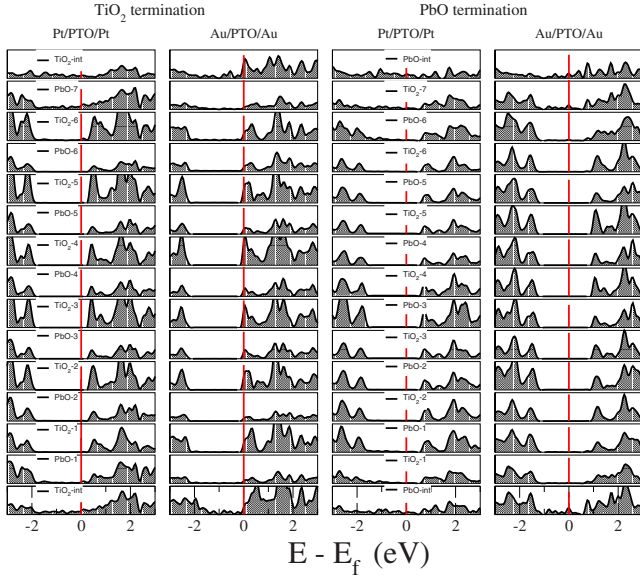 TiO2 termination PbO termination
Pt/PTO/Pt Au/PTO/Au Pt/PTO/Pt Au/PTO/Au
TiO2-int PbO-int
PbO-7 TiO2-7
TiO2-6 PbO-6
PbO-6 TiO2-6
TiO2-5 PbO-5
PbO-5 TiO2-5
TiO2-4 PbO-4
PbO-4 TiO2-4
TiO2-3 PbO-3
PbO-3 TiO2-3
TiO2-2 PbO-2
PbO-2 TiO2-2
TiO2-1 PbO-1
PbO-1 TiO2-1
TiO2-int PbO-int
-2 0 2 -2 0 2 -2 0 2 -2 0 2
E - Ef (eV)